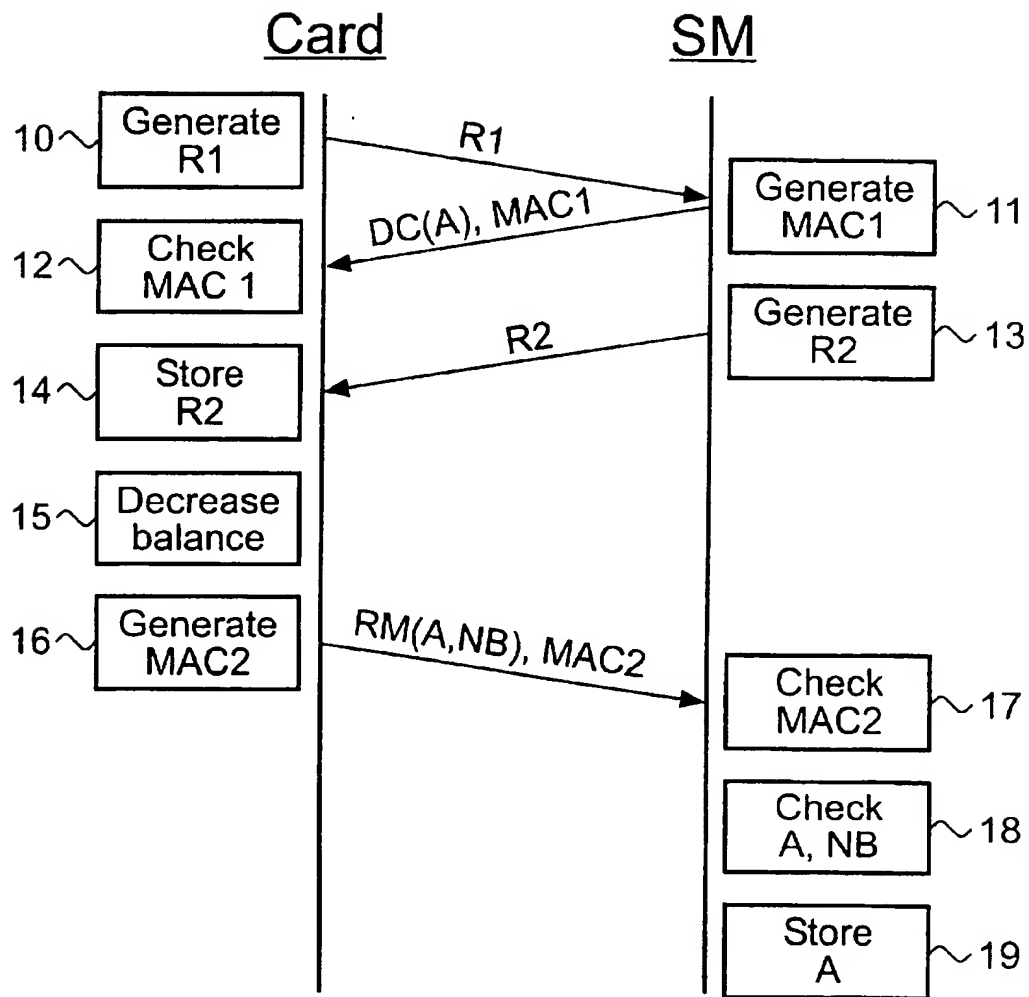 Card
SM
10
Generate
R1
R1
Generate
MAC1
11
DC(A), MAC1
12
Check
MAC 1
Generate
R2
13
R2
14
Store
R2
15
Decrease
balance
16
Generate
MAC2
RM(A,NB), MAC2
Check
MAC2
17
Check
A, NB
18
Store
A
19